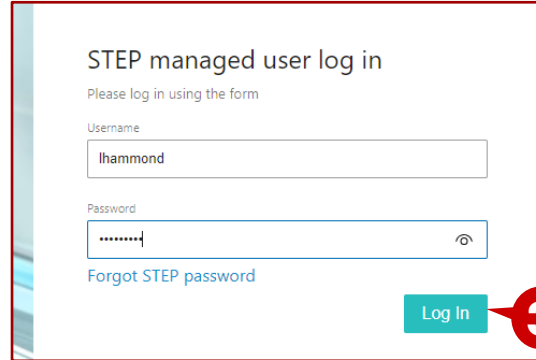 STEP managed user log in
Please log in using the form
Username
lhammond
Password
•••••••••
Forgot STEP password
Log In
e